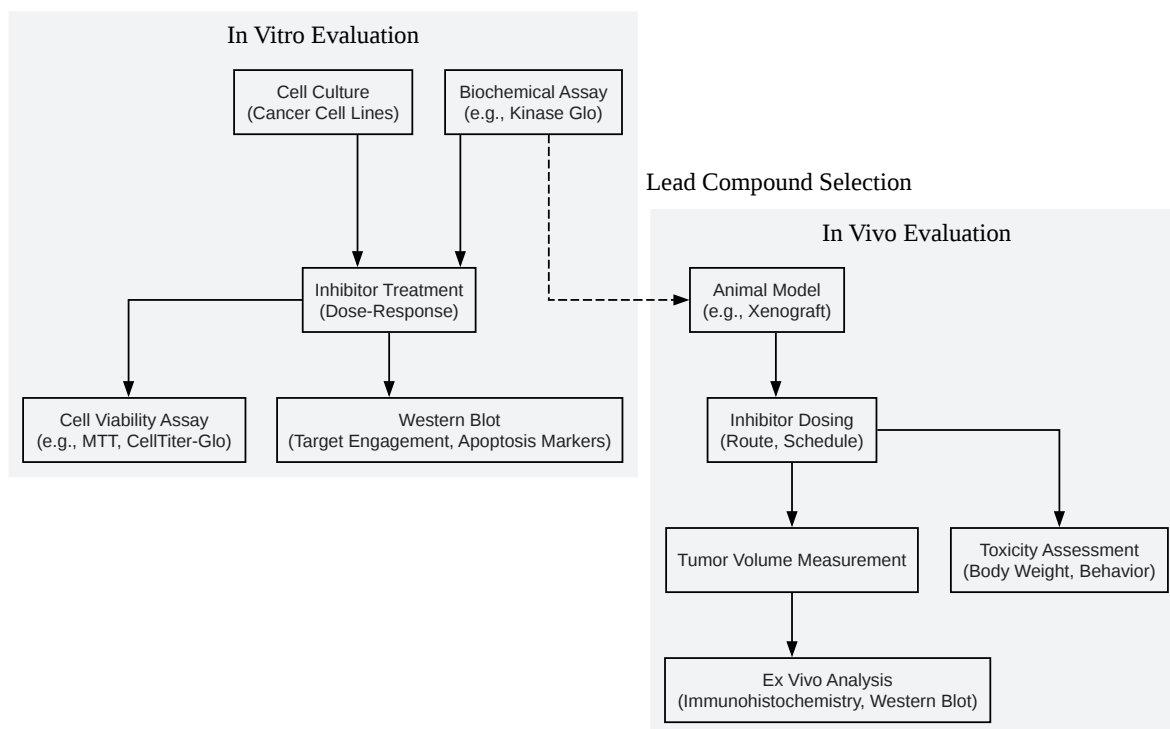 In Vitro Evaluation
Cell Culture
(Cancer Cell Lines)
Biochemical Assay
(e.g., Kinase Glo)
Inhibitor Treatment
(Dose-Response)
Cell Viability Assay
(e.g., MTT, CellTiter-Glo)
Western Blot
(Target Engagement, Apoptosis Markers)
Lead Compound Selection
In Vivo Evaluation
Animal Model
(e.g., Xenograft)
Inhibitor Dosing
(Route, Schedule)
Tumor Volume Measurement
Toxicity Assessment
(Body Weight, Behavior)
Ex Vivo Analysis
(Immunohistochemistry, Western Blot)